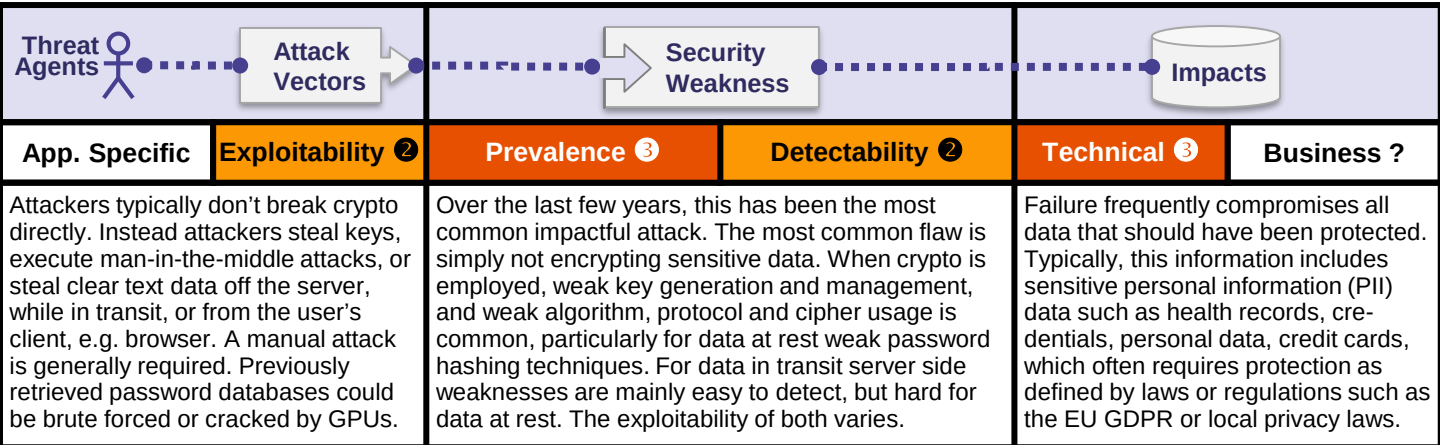 Threat
Agents
Attack
Vectors
Security
Weakness
Impacts
App. Specific
Exploitability ❷
Prevalence ❸
Detectability ❷
Technical ❸
Business ?
Attackers typically don’t break crypto
directly. Instead attackers steal keys,
execute man-in-the-middle attacks, or
steal clear text data off the server,
while in transit, or from the user’s
client, e.g. browser. A manual attack
is generally required. Previously
retrieved password databases could
be brute forced or cracked by GPUs.
Over the last few years, this has been the most
common impactful attack. The most common flaw is
simply not encrypting sensitive data. When crypto is
employed, weak key generation and management,
and weak algorithm, protocol and cipher usage is
common, particularly for data at rest weak password
hashing techniques. For data in transit server side
weaknesses are mainly easy to detect, but hard for
data at rest. The exploitability of both varies.
Failure frequently compromises all
data that should have been protected.
Typically, this information includes
sensitive personal information (PII)
data such as health records, cre-
dentials, personal data, credit cards,
which often requires protection as
defined by laws or regulations such as
the EU GDPR or local privacy laws.